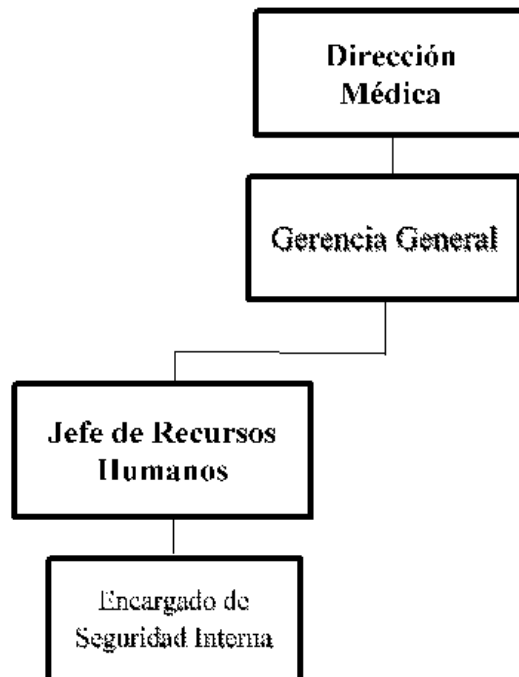 Dirección
Médica
Gerencia General
Jefe de Recursos
Humanos
Encargado de
Seguridad Interna